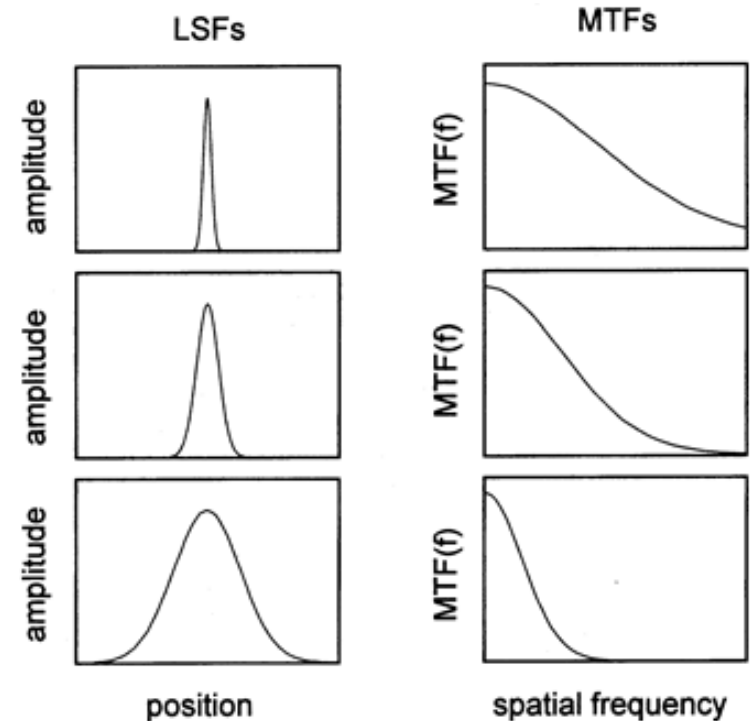 LSFs
MTFs
amplitude
MTF(f)
amplitude
MTF(f)
amplitude
MTF(f)
position
spatial frequency